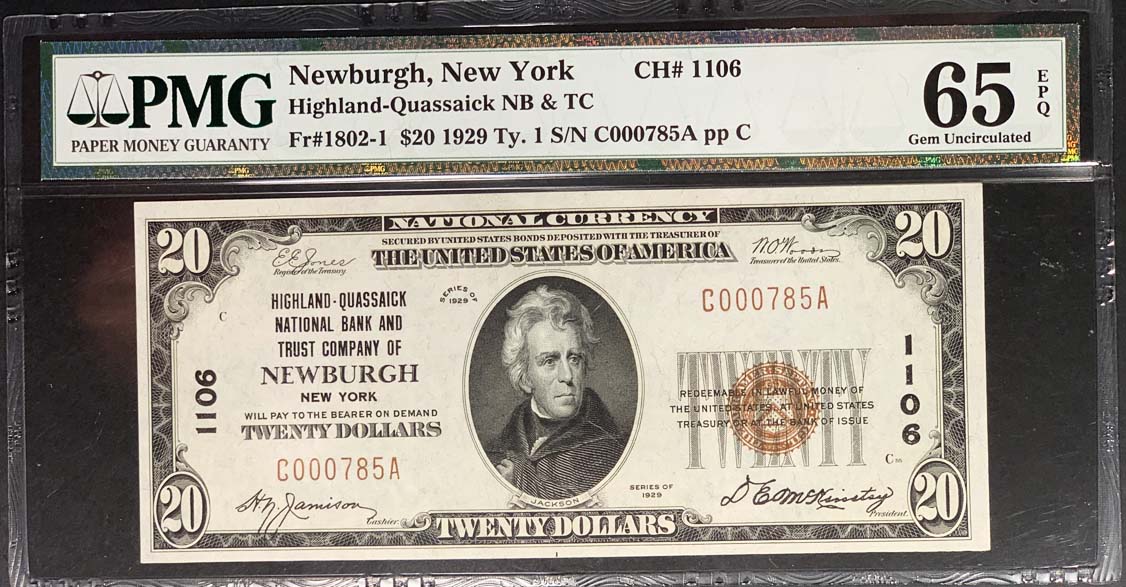 PMG
PAPER MONEY GUARANTY
Newburgh, New York CH# 1106
Highland-Quassaick NB & TC
Fr#1802-1 $20 1929 Ty. 1 S/N C000785A pp C
65 EPQ
Gem Uncirculated
NATIONAL CURRENCY
SECURED BY UNITED STATES BONDS DEPOSITED WITH THE TREASURER OF
THE UNITED STATES OF AMERICA
20
20
E E Jones
Register of the Treasury.
W.O. Woods
Treasurer of the United States.
SERIES OF
1929
C
HIGHLAND-QUASSAICK
NATIONAL BANK AND
TRUST COMPANY OF
NEWBURGH
NEW YORK
WILL PAY TO THE BEARER ON DEMAND
TWENTY DOLLARS
C000785A
1106
C000785A
TWENTY
REDEEMABLE IN LAWFUL MONEY OF
THE UNITED STATES AT UNITED STATES
TREASURY OR AT THE BANK OF ISSUE
1106
C88
SERIES OF
1929
JACKSON
H.N. Jamison
Cashier.
D E McKinstry
President.
20
TWENTY DOLLARS
20